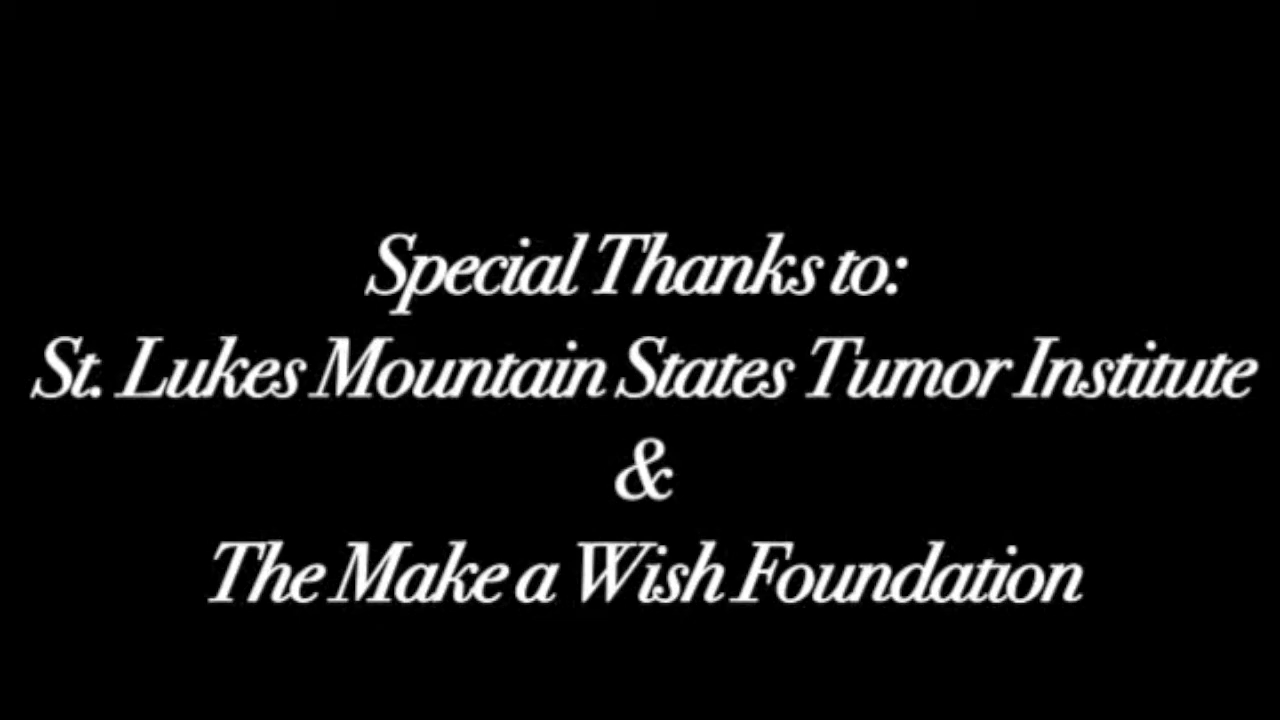 Special Thanks to:
St. Lukes Mountain States Tumor Institute
&
The Make a Wish Foundation